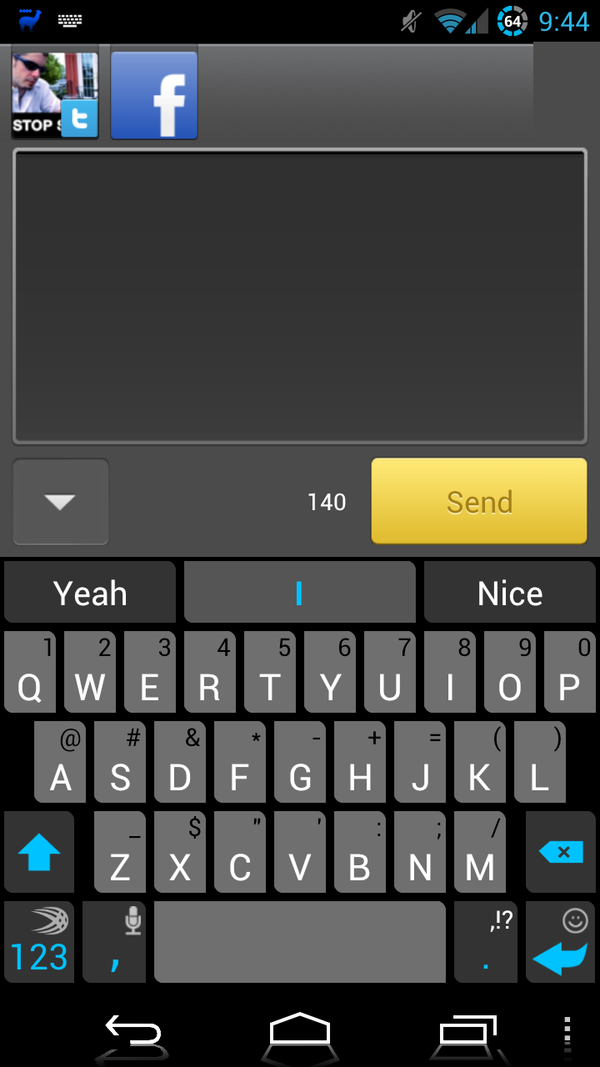 64 9:44
STOP S
140 Send
Yeah I Nice
1 2 3 4 5 6 7 8 9 0
Q W E R T Y U I O P
@ # & * - + = ( )
A S D F G H J K L
_ $ " ' : ; /
Z X C V B N M
,!?
123 , .